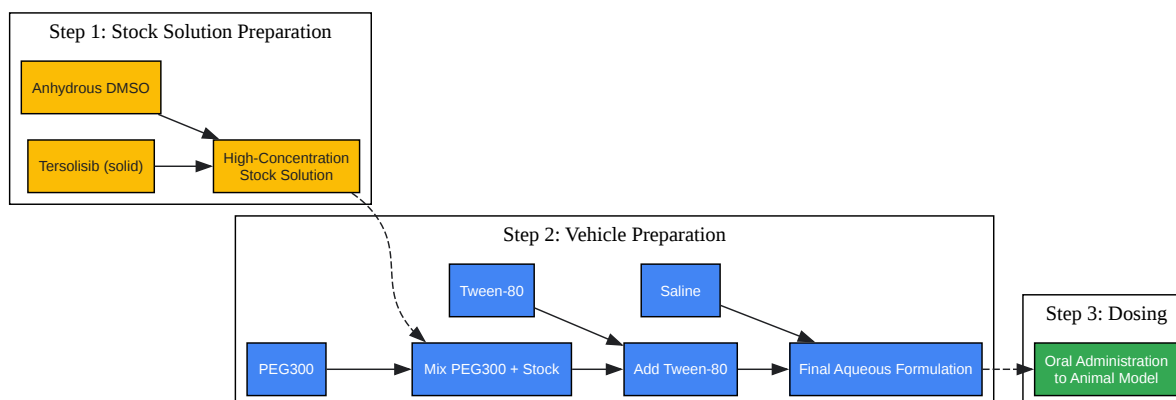 Step 1: Stock Solution Preparation
Anhydrous DMSO
Tersolisib (solid)
High-Concentration
Stock Solution
Step 2: Vehicle Preparation
Tween-80
Saline
PEG300
Mix PEG300 + Stock
Add Tween-80
Final Aqueous Formulation
Step 3: Dosing
Oral Administration
to Animal Model